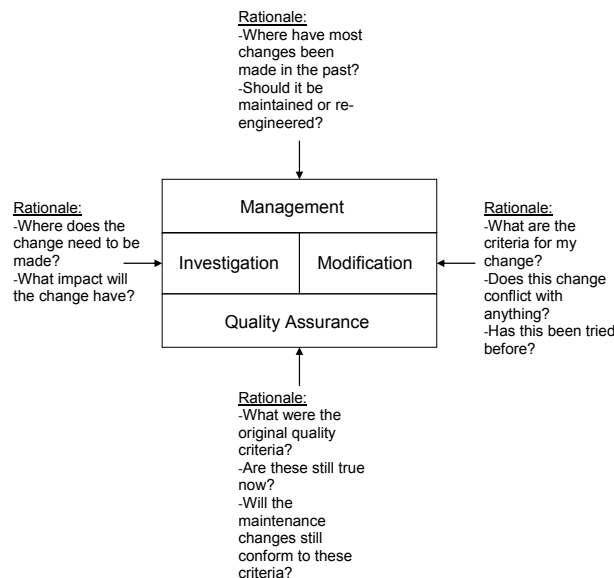 Rationale:
-Where have most
changes been
made in the past?
-Should it be
maintained or re-
engineered?
Management
Rationale:
-Where does the
change need to be
made?
-What impact will
the change have?
Investigation
Modification
Rationale:
-What are the
criteria for my
change?
-Does this change
conflict with
anything?
-Has this been tried
before?
Quality Assurance
Rationale:
-What were the
original quality
criteria?
-Are these still true
now?
-Will the
maintenance
changes still
conform to these
criteria?